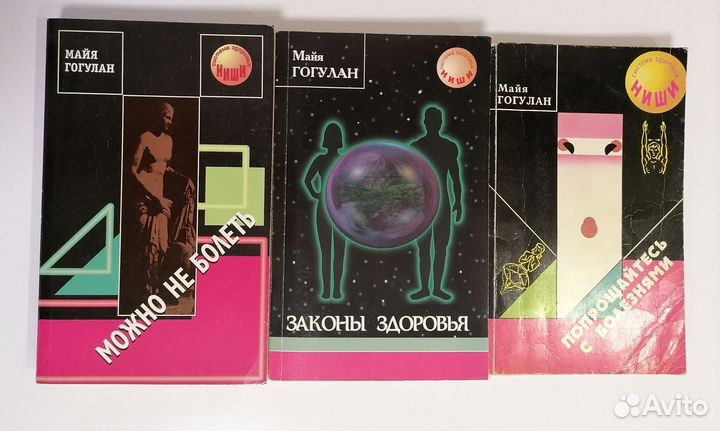 МАЙЯ
ГОГУЛАН
система здоровья
НИШИ
МОЖНО НЕ БОЛЕТЬ
Майя
ГОГУЛАН
система здоровья
НИШИ
ЗАКОНЫ ЗДОРОВЬЯ
Майя
ГОГУЛАН
система здоровья
НИШИ
ПОПРОЩАЙТЕСЬ
С БОЛЕЗНЯМИ
Avito